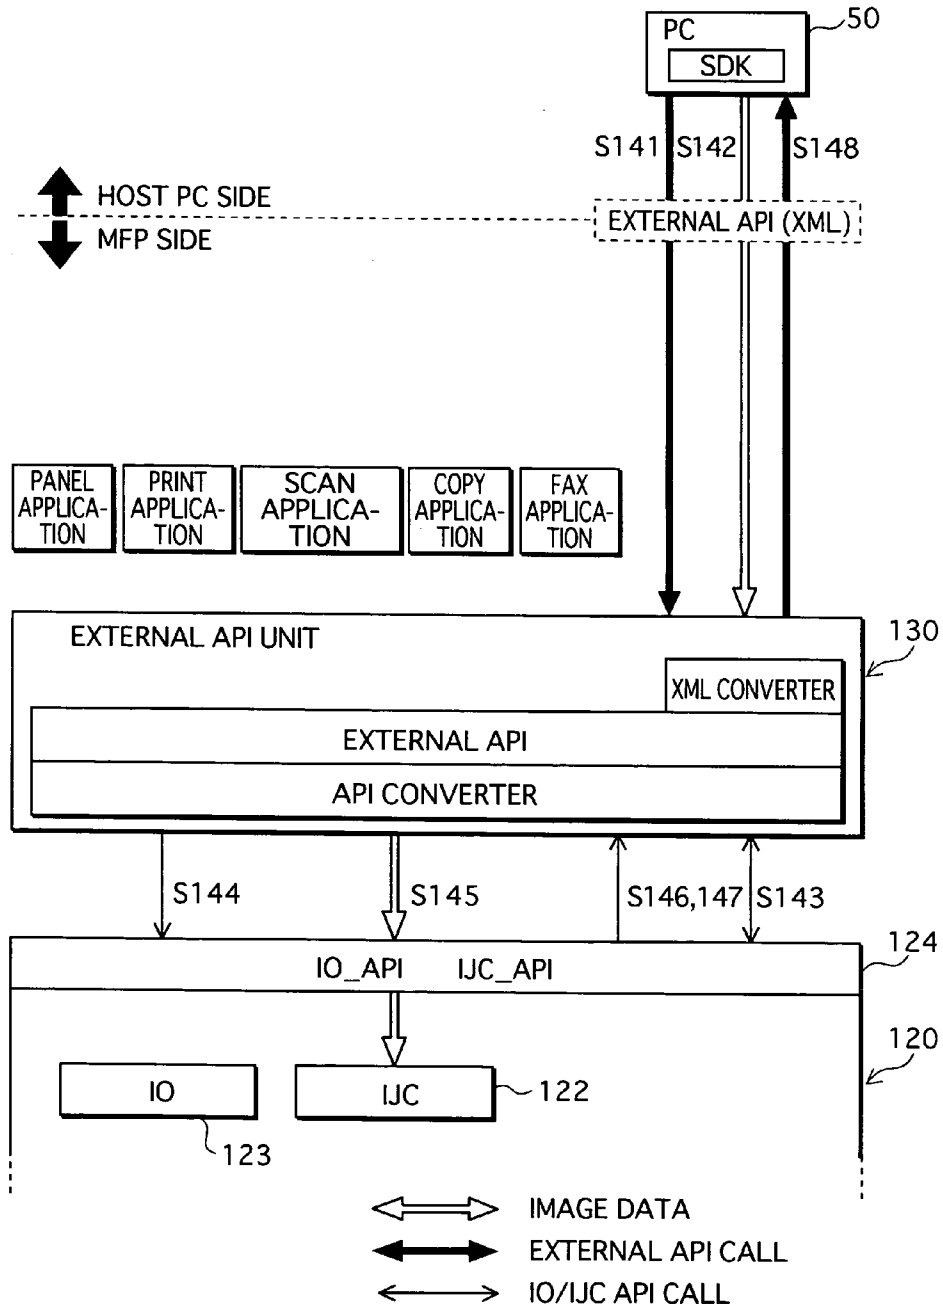 PC
50
SDK
S141
S142
S148
HOST PC SIDE
EXTERNAL API (XML)
MFP SIDE
PANEL
APPLICA-
TION
PRINT
APPLICA-
TION
SCAN
APPLICA-
TION
COPY
APPLICA-
TION
FAX
APPLICA-
TION
EXTERNAL API UNIT
130
XML CONVERTER
EXTERNAL API
API CONVERTER
S144
S145
S146,147
S143
124
IO_API IJC_API
120
IO
IJC
122
123
IMAGE DATA
EXTERNAL API CALL
IO/IJC API CALL